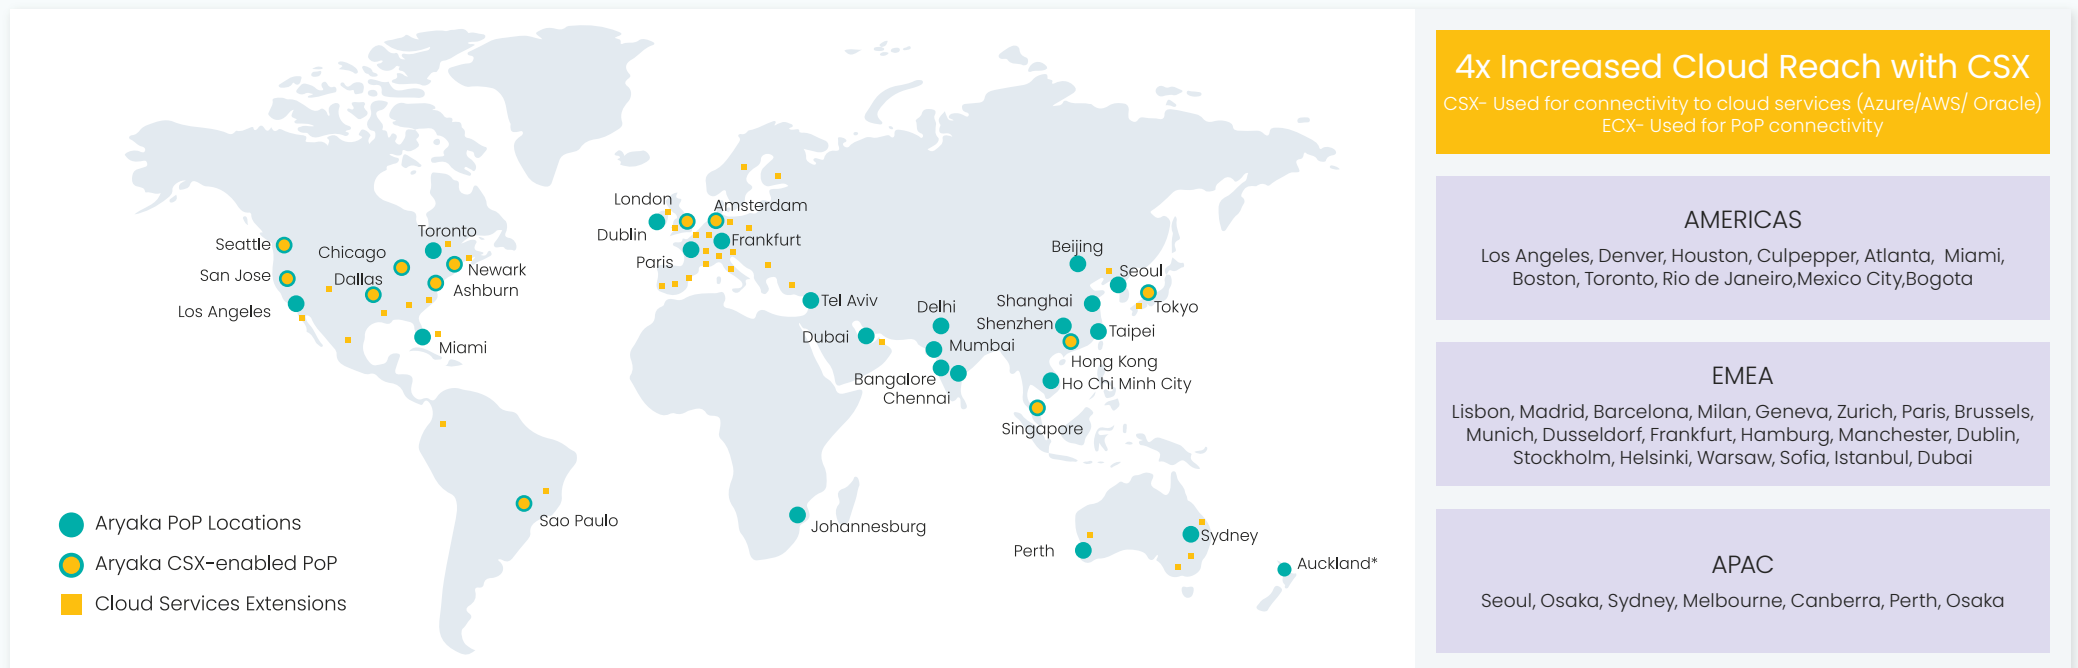 London
Amsterdam
Dublin
Frankfurt
Paris
Seattle
Chicago
Toronto
San Jose
Dallas
Newark
Ashburn
Los Angeles
Miami
Tel Aviv
Dubai
Delhi
Mumbai
Bangalore
Chennai
Beijing
Seoul
Shanghai
Tokyo
Shenzhen
Taipei
Hong Kong
Ho Chi Minh City
Singapore
Sao Paulo
Johannesburg
Perth
Sydney
Auckland*
Aryaka PoP Locations
Aryaka CSX-enabled PoP
Cloud Services Extensions
4x Increased Cloud Reach with CSX
CSX- Used for connectivity to cloud services (Azure/AWS/ Oracle)
ECX- Used for PoP connectivity
AMERICAS
Los Angeles, Denver, Houston, Culpepper, Atlanta, Miami,
Boston, Toronto, Rio de Janeiro,Mexico City,Bogota
EMEA
Lisbon, Madrid, Barcelona, Milan, Geneva, Zurich, Paris, Brussels,
Munich, Dusseldorf, Frankfurt, Hamburg, Manchester, Dublin,
Stockholm, Helsinki, Warsaw, Sofia, Istanbul, Dubai
APAC
Seoul, Osaka, Sydney, Melbourne, Canberra, Perth, Osaka